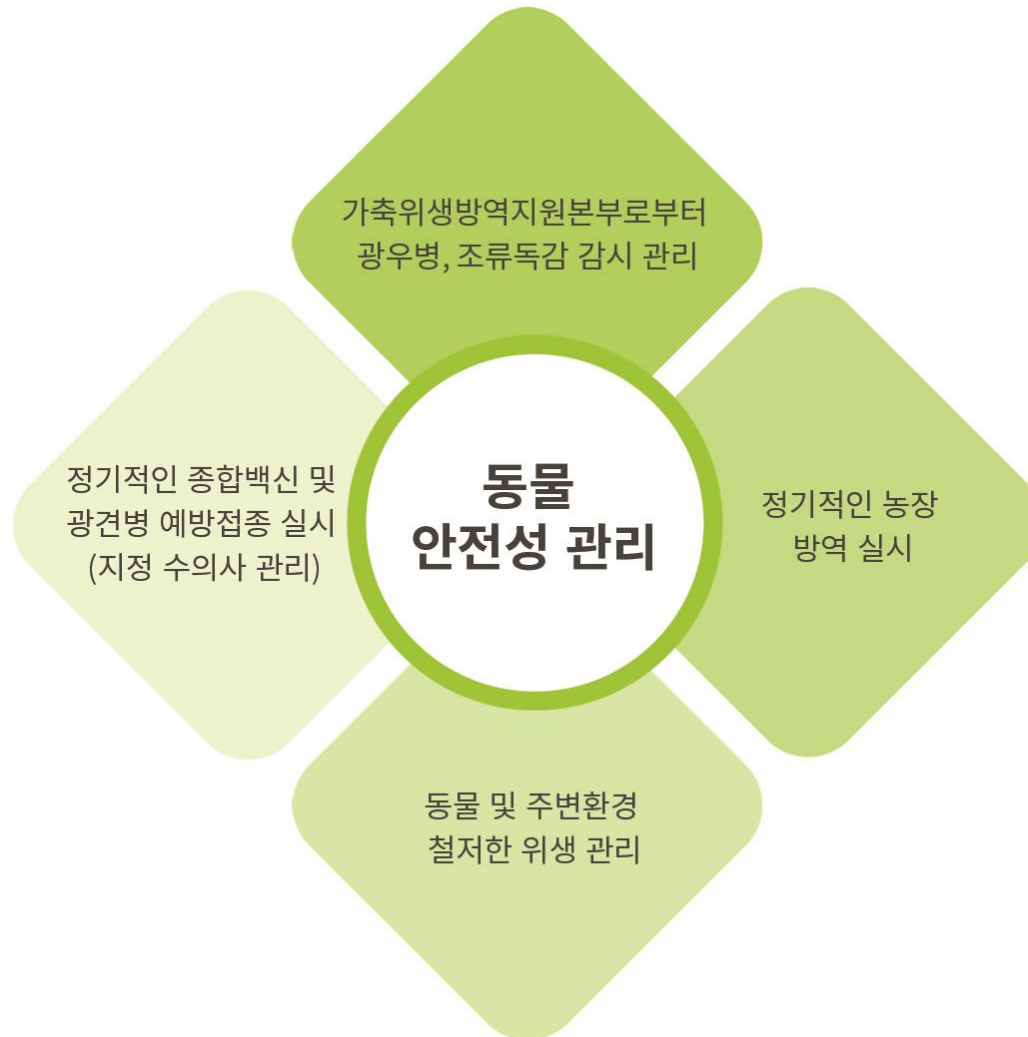 가축위생방역지원본부로부터
광우병, 조류독감 감시 관리
정기적인 종합백신 및
광견병 예방접종 실시
(지정 수의사 관리)
동물
안전성 관리
정기적인 농장
방역 실시
동물 및 주변환경
철저한 위생 관리